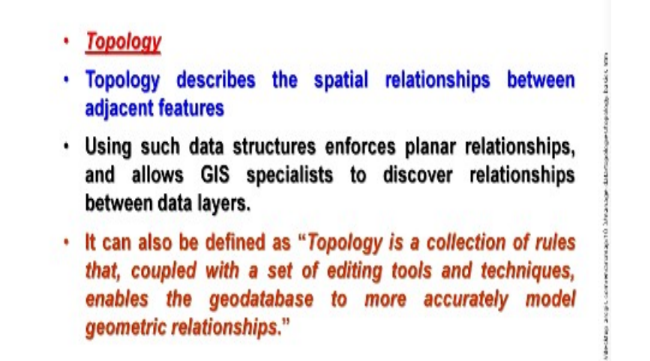 • Topology
• Topology describes the spatial relationships between
adjacent features
• Using such data structures enforces planar relationships,
and allows GIS specialists to discover relationships
between data layers.
• It can also be defined as “Topology is a collection of rules
that, coupled with a set of editing tools and techniques,
enables the geodatabase to more accurately model
geometric relationships.”